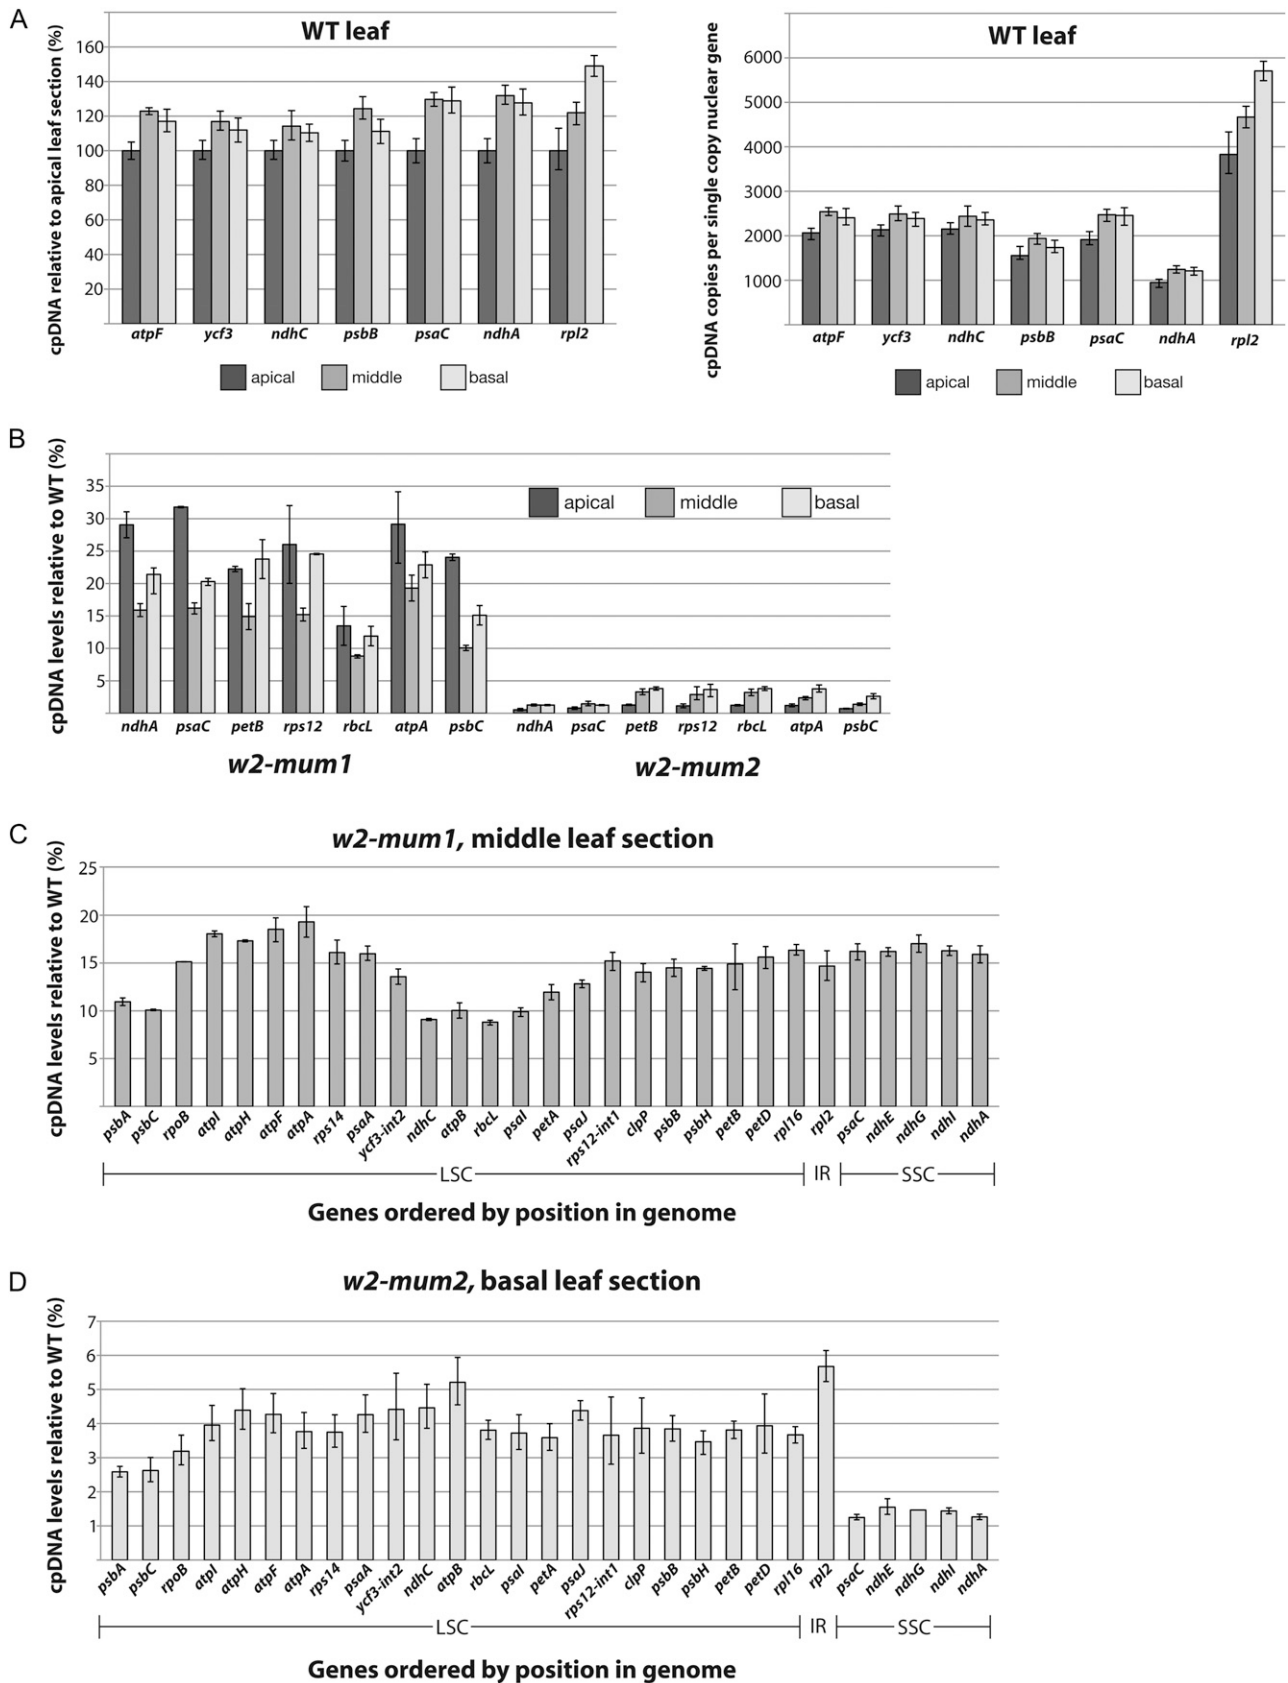 A
WT leaf
cpDNA relative to apical leaf section (%)
160
140
120
100
80
60
40
20
atpF ycf3 ndhC psbB psaC ndhA rpl2
apical middle basal
WT leaf
cpDNA copies per single copy nuclear gene
6000
5000
4000
3000
2000
1000
atpF ycf3 ndhC psbB psaC ndhA rpl2
apical middle basal
B
cpDNA levels relative to WT (%)
35
30
25
20
15
10
5
apical middle basal
ndhA psaC petB rps12 rbcL atpA psbC ndhA psaC petB rps12 rbcL atpA psbC
w2-mum1 w2-mum2
C
w2-mum1, middle leaf section
cpDNA levels relative to WT (%)
25
20
15
10
5
psbA psbC rpoB atpI atpH atpF atpA rps14 psaA ycf3-int2 ndhC atpB rbcL psaI petA psaJ rps12-int1 clpP psbB psbH petB petD rpl16 rpl2 psaC ndhE ndhG ndhI ndhA
LSC IR SSC
Genes ordered by position in genome
D
w2-mum2, basal leaf section
cpDNA levels relative to WT (%)
7
6
5
4
3
2
1
psbA psbC rpoB atpI atpH atpF atpA rps14 psaA ycf3-int2 ndhC atpB rbcL psaI petA psaJ rps12-int1 clpP psbB psbH petB petD rpl16 rpl2 psaC ndhE ndhG ndhI ndhA
LSC IR SSC
Genes ordered by position in genome